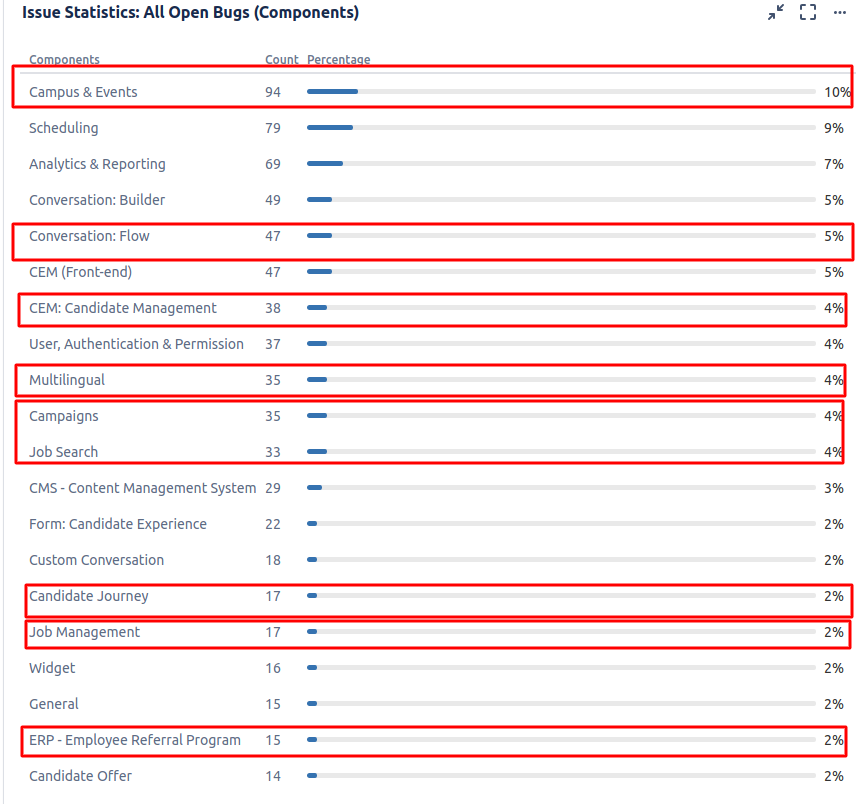 Issue Statistics: All Open Bugs (Components)
Components Count Percentage
Campus & Events 94 10%
Scheduling 79 9%
Analytics & Reporting 69 7%
Conversation: Builder 49 5%
Conversation: Flow 47 5%
CEM (Front-end) 47 5%
CEM: Candidate Management 38 4%
User, Authentication & Permission 37 4%
Multilingual 35 4%
Campaigns 35 4%
Job Search 33 4%
CMS - Content Management System 29 3%
Form: Candidate Experience 22 2%
Custom Conversation 18 2%
Candidate Journey 17 2%
Job Management 17 2%
Widget 16 2%
General 15 2%
ERP - Employee Referral Program 15 2%
Candidate Offer 14 2%